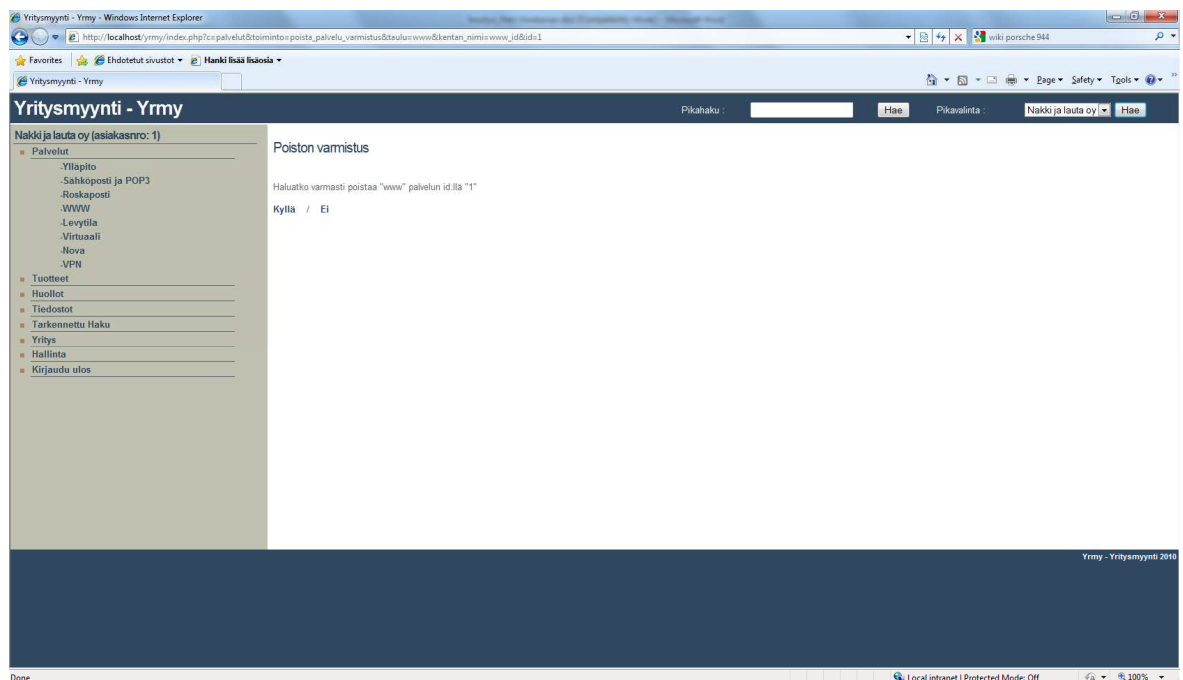 Yritysmyynti - Yrmy - Windows Internet Explorer
http://localhost/yrmy/index.php?c=palvelut&toiminto=poista_palvelu_varmistus&taulu=www&kentan_nimi=www_id&id=1
wiki porsche 944
Favorites Ehdotetut sivustot Hanki lisää lisäosia
Yritysmyynti - Yrmy
Page Safety Tools
Yritysmyynti - Yrmy
Pikahaku : Hae Pikavalinta : Nakki ja lauta oy Hae
Nakki ja lauta oy (asiakasnro: 1)
Palvelut
-Ylläpito
-Sähköposti ja POP3
-Roskaposti
-WWW
-Levytila
-Virtuaali
-Nova
-VPN
Tuotteet
Huollot
Tiedostot
Tarkennettu Haku
Yritys
Hallinta
Kirjaudu ulos
Poiston varmistus
Haluatko varmasti poistaa "www" palvelun id:llä "1"
Kyllä / Ei
Yrmy - Yritysmyynti 2010
Done
Local intranet | Protected Mode: Off
100%